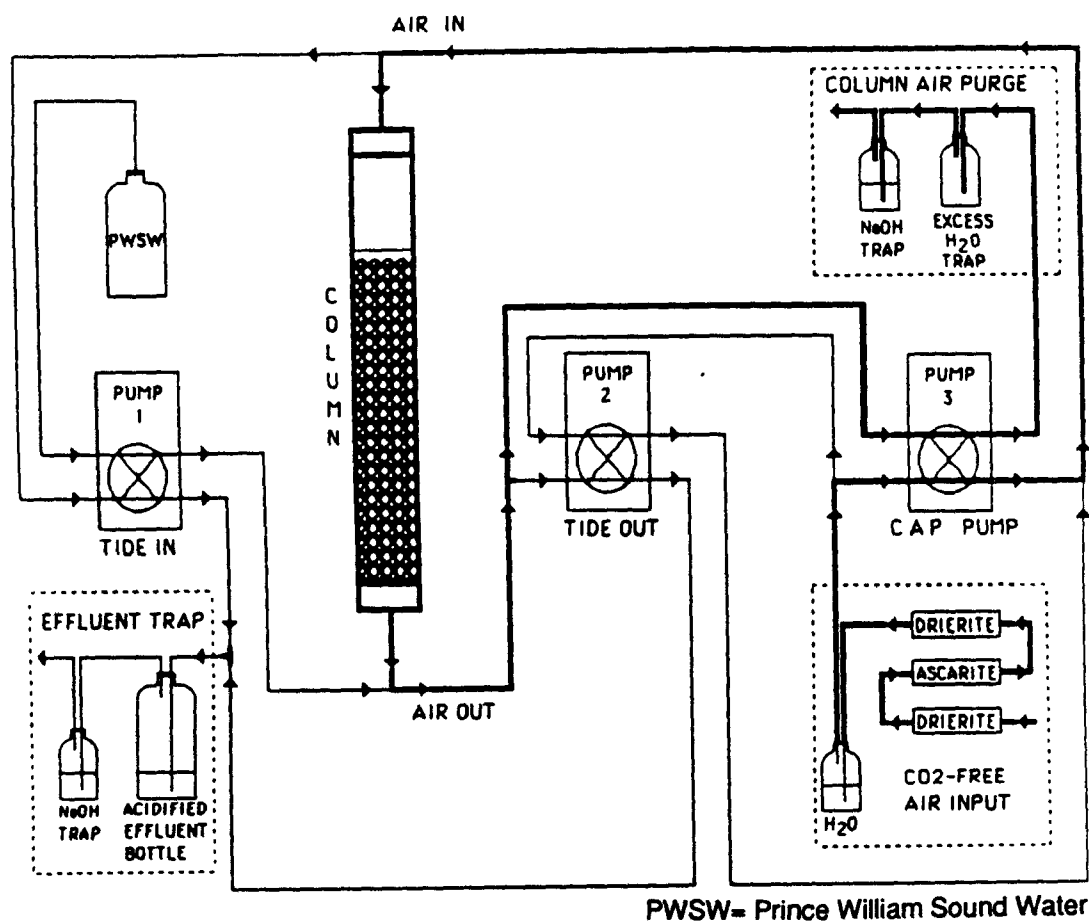 AIR IN
COLUMN AIR PURGE
NaOH
TRAP
EXCESS
H2O
TRAP
PWSW
COLUMN
PUMP
1
TIDE IN
PUMP
2
TIDE OUT
PUMP
3
CAP PUMP
EFFLUENT TRAP
NaOH
TRAP
ACIDIFIED
EFFLUENT
BOTTLE
AIR OUT
DRIERITE
ASCARITE
DRIERITE
H2O
CO2-FREE
AIR INPUT
PWSW= Prince William Sound Water